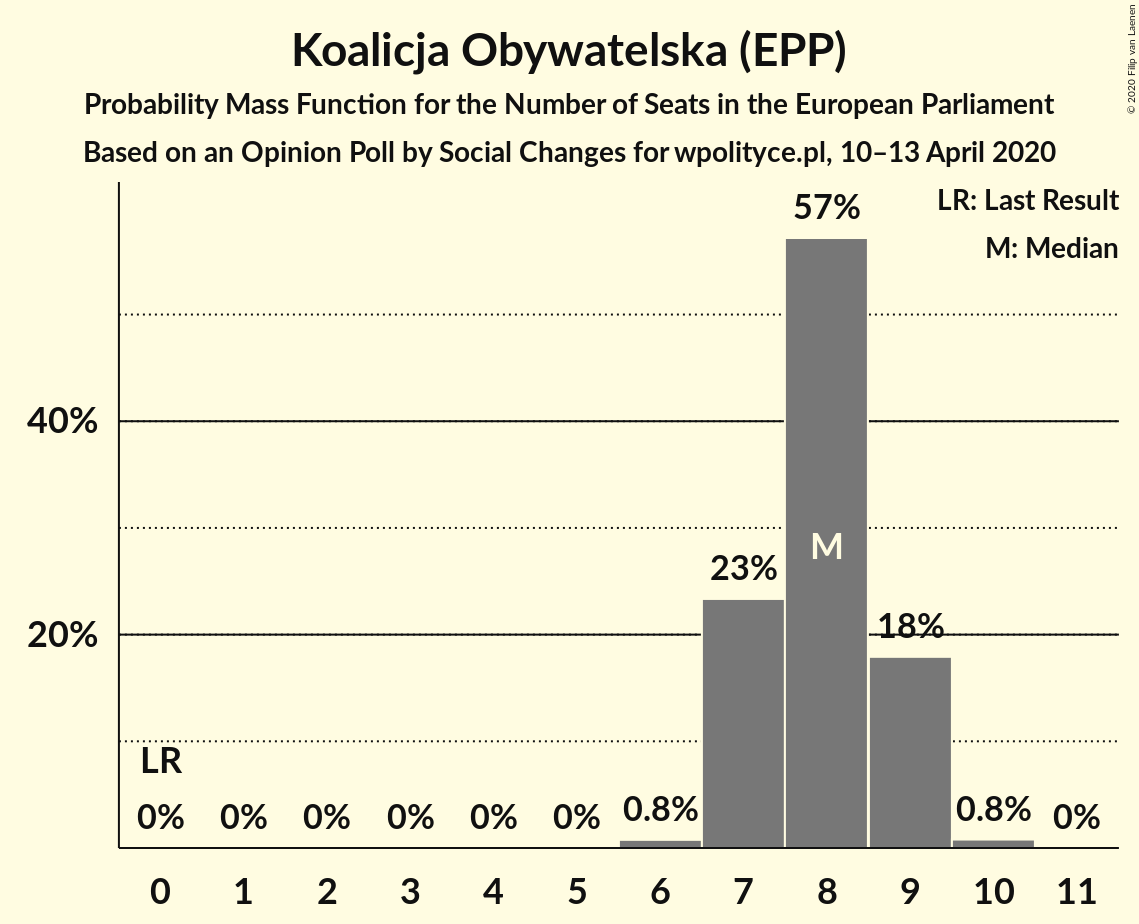 Koalicja Obywatelska (EPP)
Probability Mass Function for the Number of Seats in the European Parliament
Based on an Opinion Poll by Social Changes for wpolityce.pl, 10–13 April 2020
© 2020 Filip van Laenen
LR: Last Result
M: Median
57%
40%
M
23%
20%
18%
LR
0% 0% 0% 0% 0% 0% 0.8% 0.8% 0%
0 1 2 3 4 5 6 7 8 9 10 11